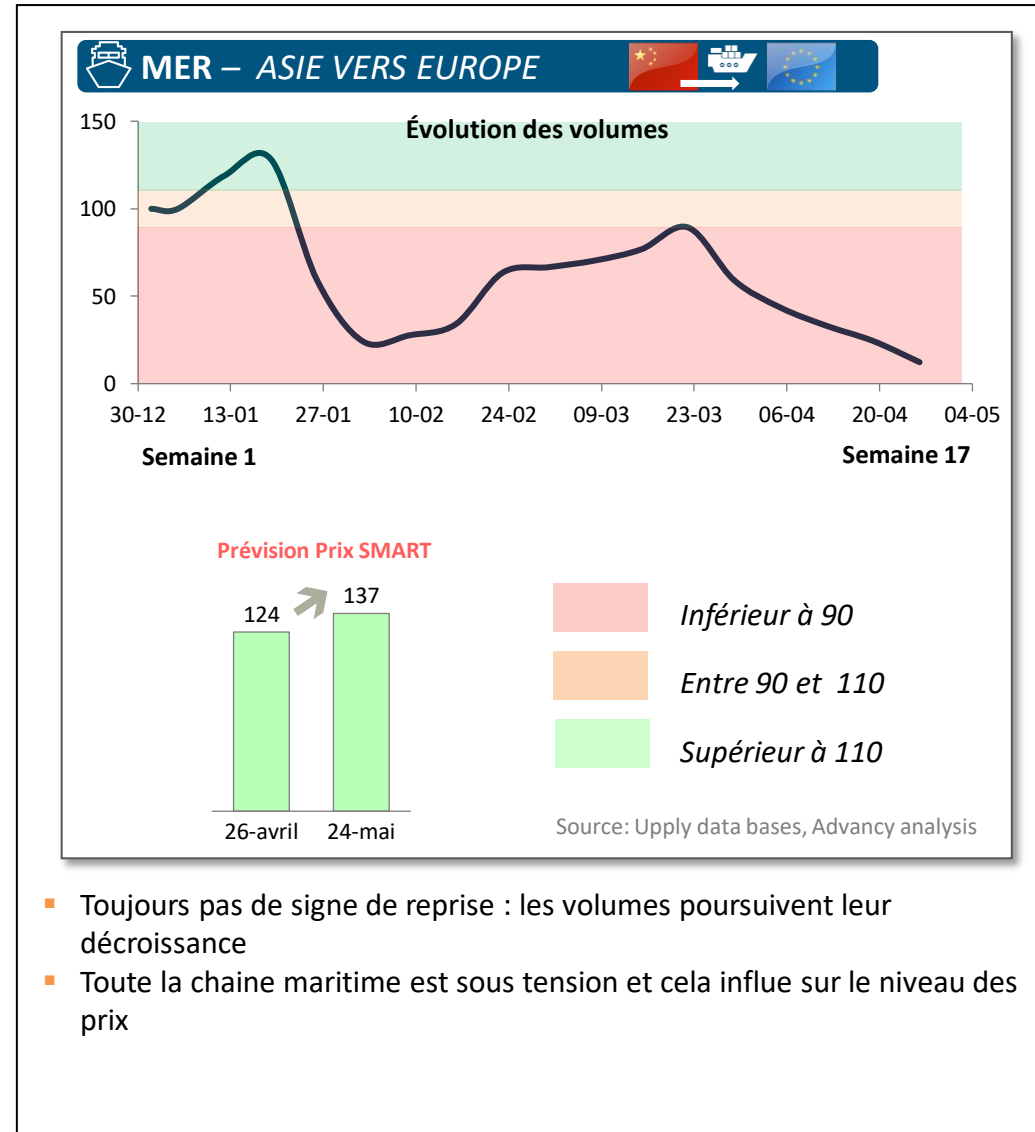 MER – ASIE VERS EUROPE
Évolution des volumes
150
100
50
0
30-12 13-01 27-01 10-02 24-02 09-03 23-03 06-04 20-04 04-05
Semaine 1 Semaine 17
Prévision Prix SMART
124 137
26-avril 24-mai
Inférieur à 90
Entre 90 et 110
Supérieur à 110
Source: Upply data bases, Advancy analysis
▪ Toujours pas de signe de reprise : les volumes poursuivent leur
décroissance
▪ Toute la chaine maritime est sous tension et cela influe sur le niveau des
prix